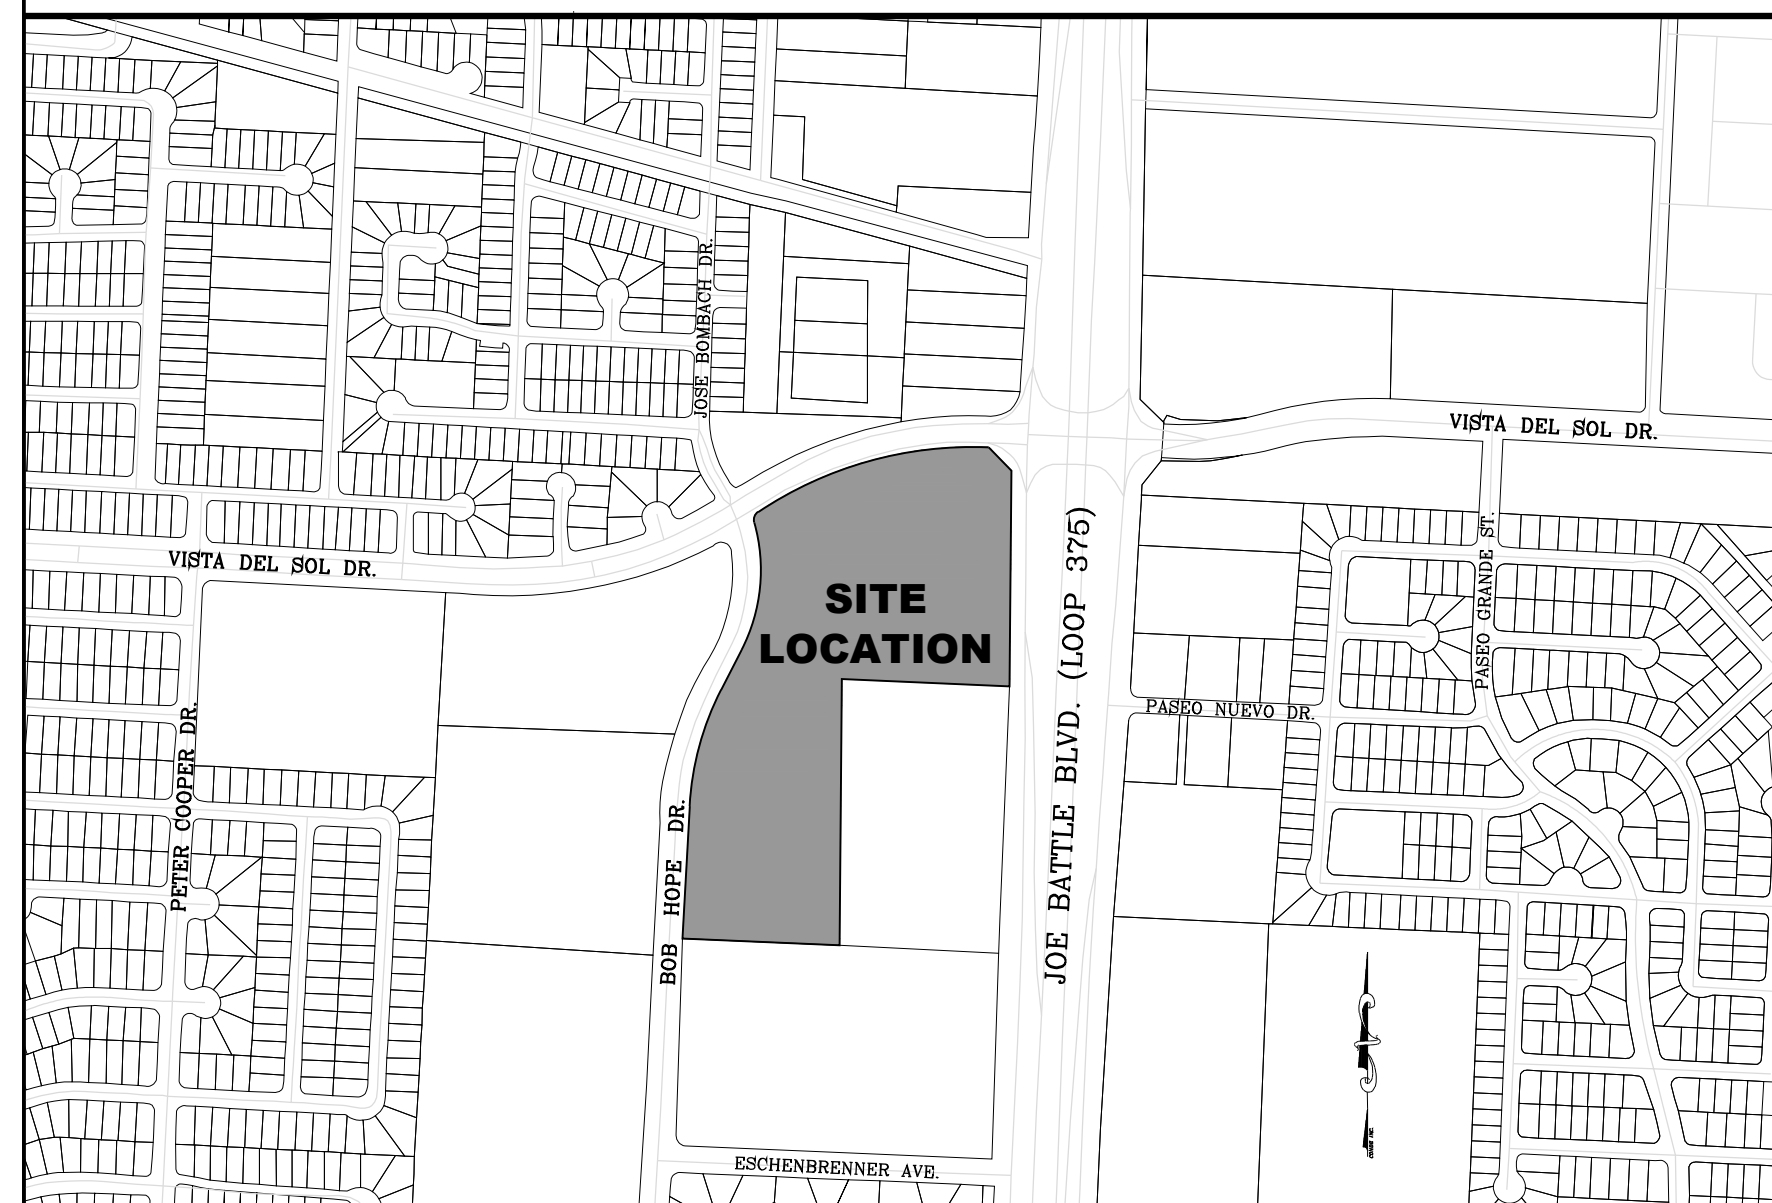 JOSE BOMBACH DR.
VISTA DEL SOL DR.
VISTA DEL SOL DR.
SITE
LOCATION
JOE BATTLE BLVD. (LOOP 375)
PASEO GRANDE ST.
PASEO NUEVO DR.
PETER COOPER DR.
BOB HOPE DR.
ESCHENBRENNER AVE.